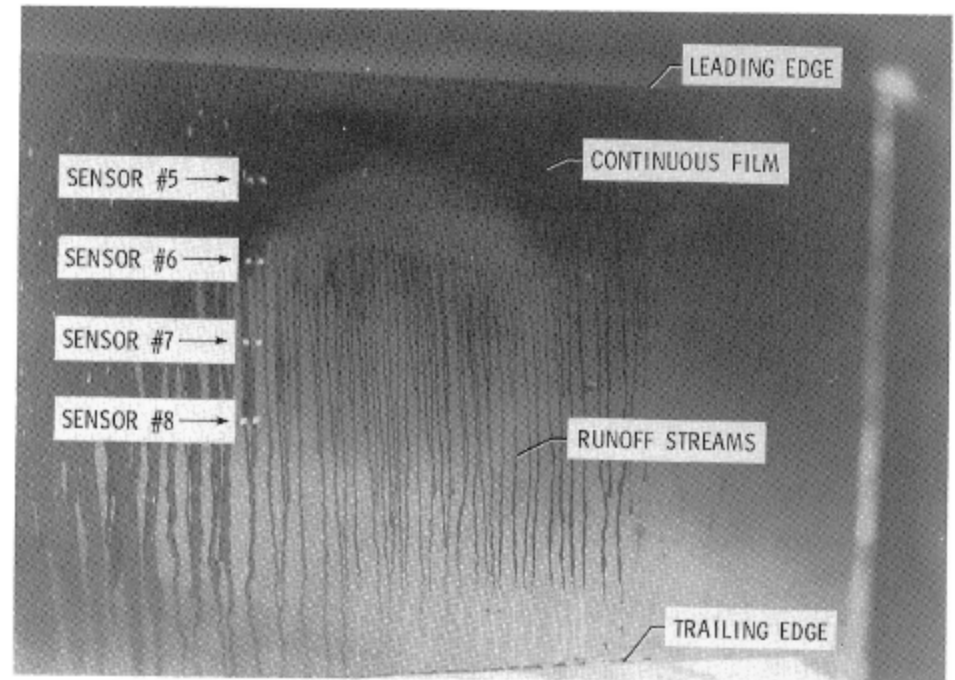 LEADING EDGE
CONTINUOUS FILM
SENSOR #5
SENSOR #6
SENSOR #7
SENSOR #8
RUNOFF STREAMS
TRAILING EDGE